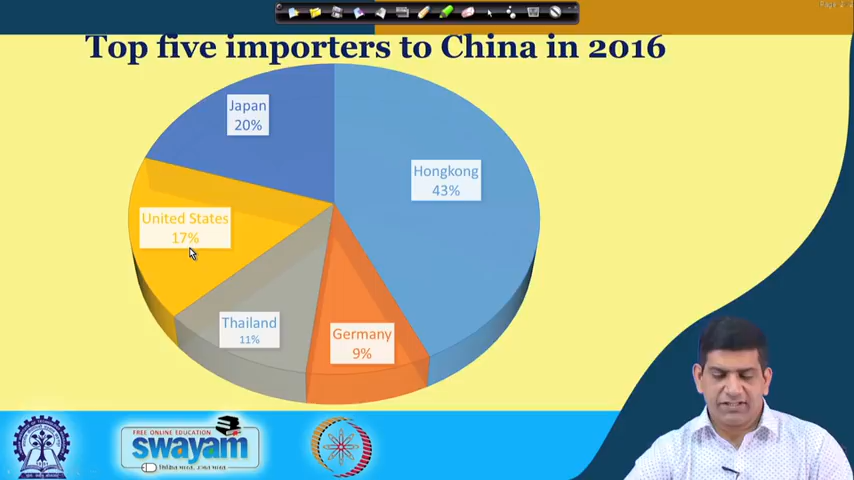 Top five importers to China in 2016
Japan
20%
Hongkong
43%
United States
17%
Thailand
11%
Germany
9%
FREE ONLINE EDUCATION
swayam